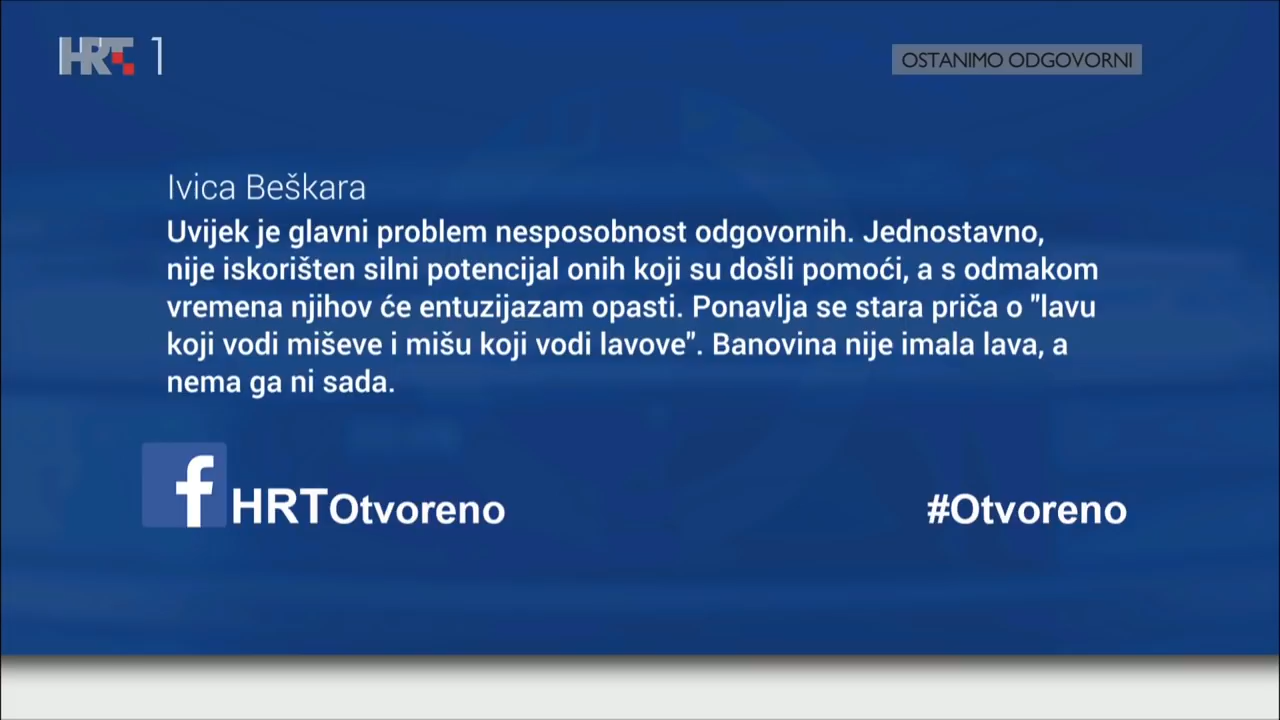 HRT 1
OSTANIMO ODGOVORNI
Ivica Beškara
Uvijek je glavni problem nesposobnost odgovornih. Jednostavno,
nije iskorišten silni potencijal onih koji su došli pomoći, a s odmakom
vremena njihov će entuzijazam opasti. Ponavlja se stara priča o "lavu
koji vodi miševe i mišu koji vodi lavove". Banovina nije imala lava, a
nema ga ni sada.
f HRTOtvoreno
#Otvoreno